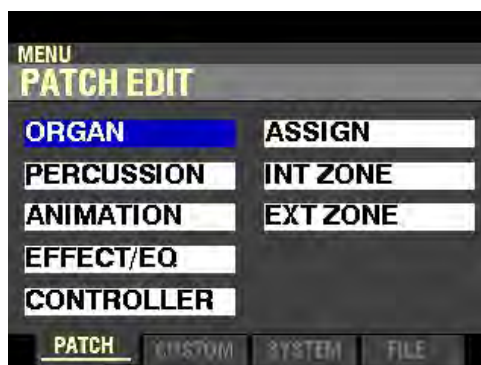 MENU
PATCH EDIT
ORGAN
PERCUSSION
ANIMATION
EFFECT/EQ
CONTROLLER
ASSIGN
INT ZONE
EXT ZONE
PATCH CUSTOM SYSTEM FILE